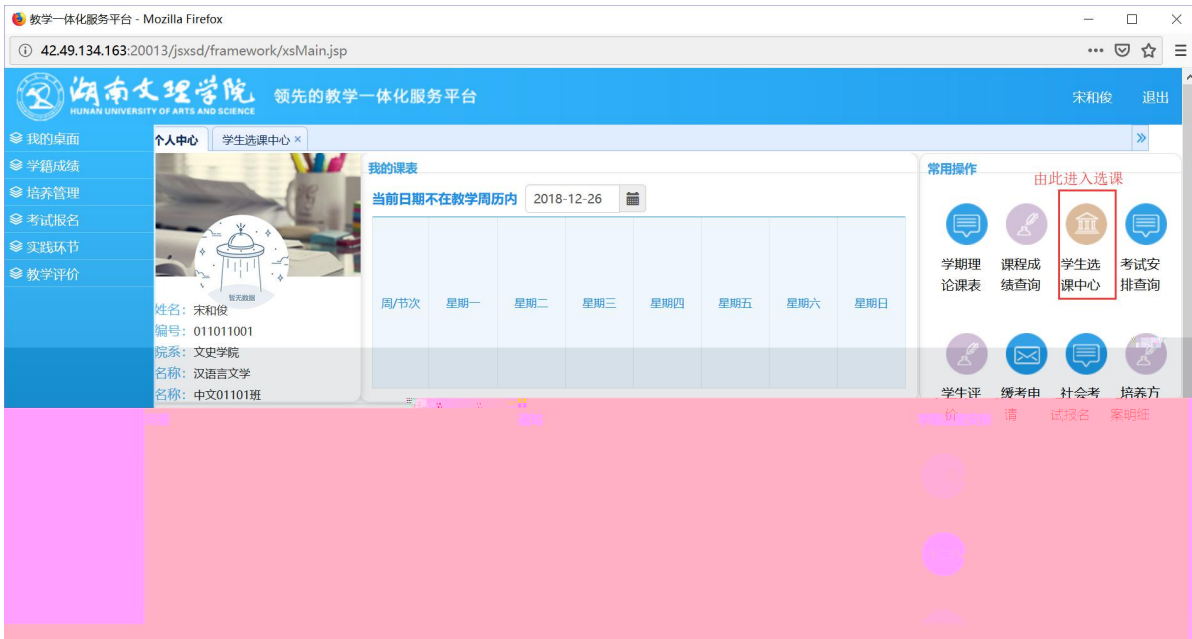 教学一体化服务平台 - Mozilla Firefox
42.49.134.163:20013/jsxsd/framework/xsMain.jsp
湖南文理学院
HUNAN UNIVERSITY OF ARTS AND SCIENCE
领先的教学一体化服务平台
宋和俊 退出
我的桌面
学籍成绩
培养管理
考试报名
实践环节
教学评价
个人中心 学生选课中心 ×
暂无数据
姓名: 宋和俊
编号: 011011001
院系: 文史学院
名称: 汉语言文学
名称: 中文01101班
我的课表
当前日期不在教学周历内 2018-12-26
周/节次 星期一 星期二 星期三 星期四 星期五 星期六 星期日
常用操作
由此进入选课
学期理论课表
课程成绩查询
学生选课中心
考试安排查询
学生评价
缓考申请
社会考试报名
培养方案明细